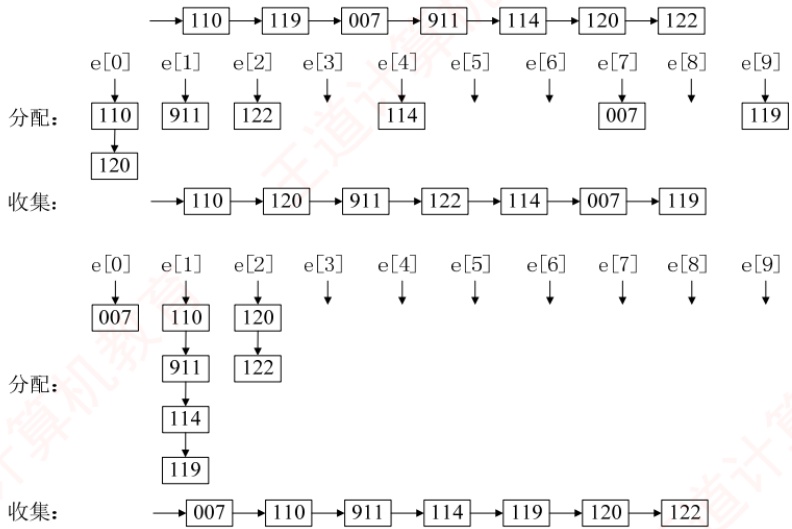 110 119 007 911 114 120 122
e[0] e[1] e[2] e[3] e[4] e[5] e[6] e[7] e[8] e[9]
分配： 110 911 122 114 007 119
120
收集： 110 120 911 122 114 007 119
e[0] e[1] e[2] e[3] e[4] e[5] e[6] e[7] e[8] e[9]
007 110 120
911 122
分配：
114
119
收集： 007 110 911 114 119 120 122